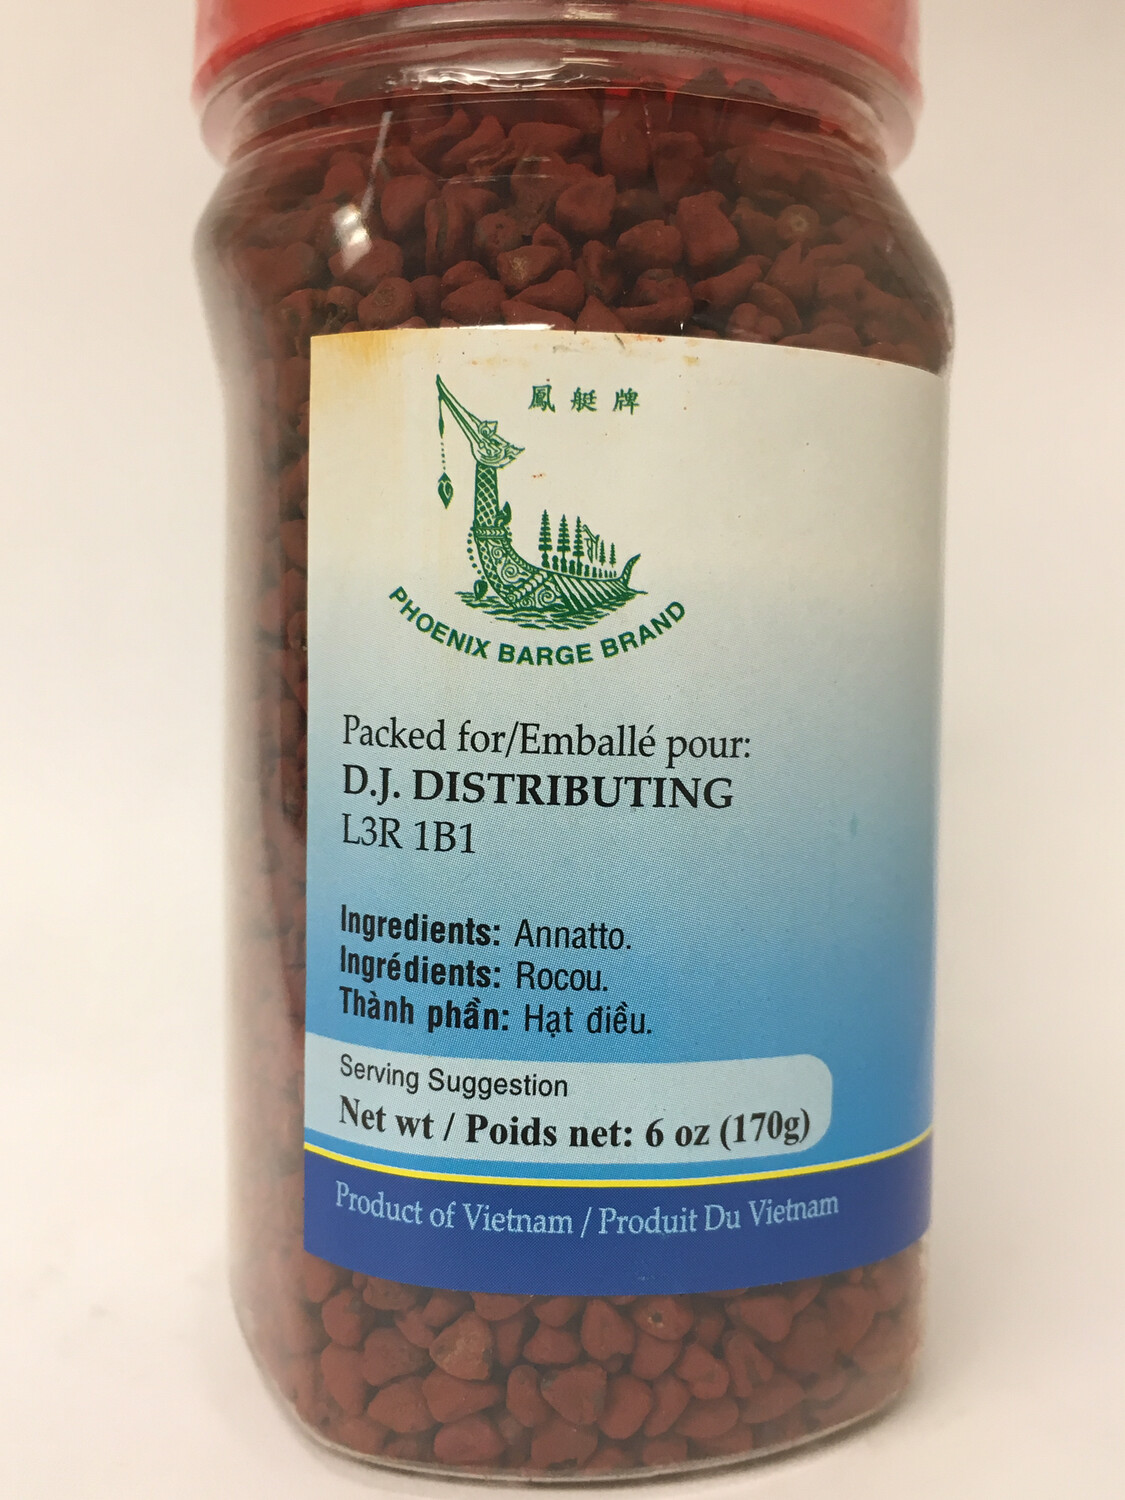 鳳艇牌
PHOENIX BARGE BRAND
Packed for/Emballé pour:
D.J. DISTRIBUTING
L3R 1B1
Ingredients: Annatto.
Ingrédients: Rocou.
Thành phần: Hạt điều.
Serving Suggestion
Net wt / Poids net: 6 oz (170g)
Product of Vietnam / Produit Du Vietnam